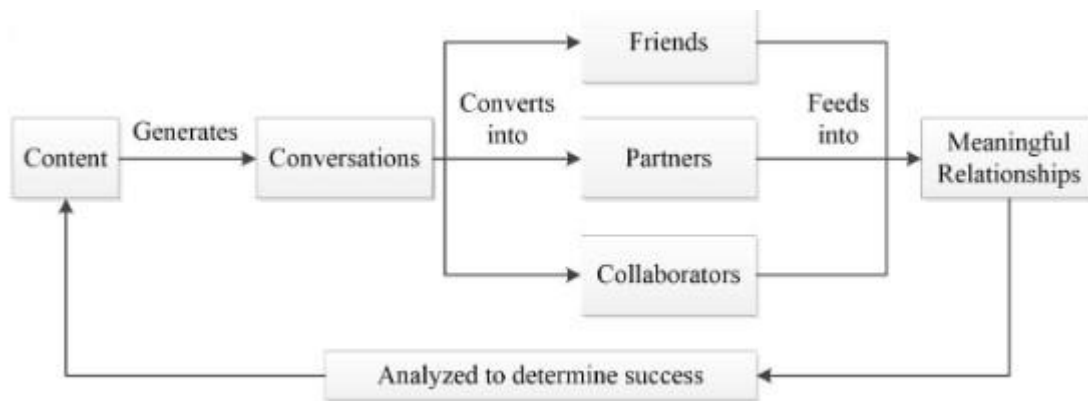 Content
Generates
Conversations
Converts
into
Friends
Partners
Collaborators
Feeds
into
Meaningful
Relationships
Analyzed to determine success